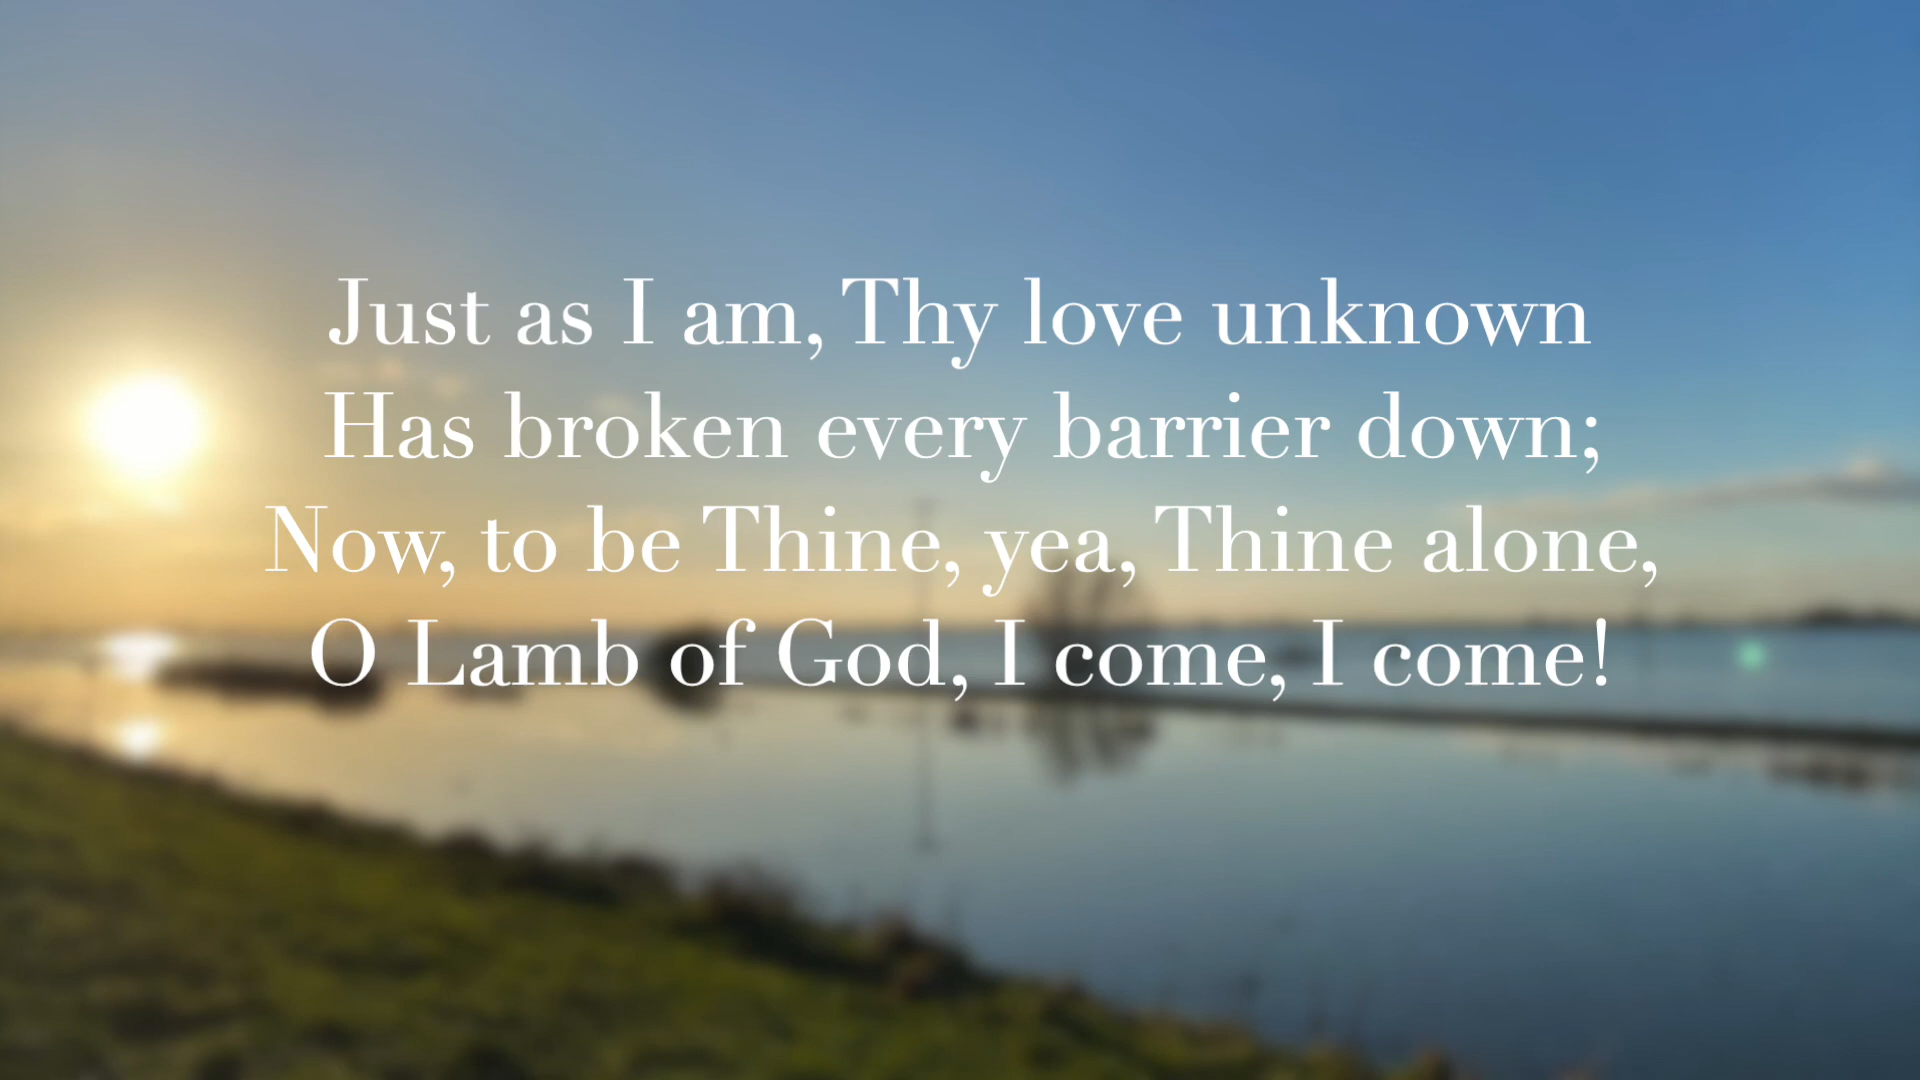 Just as I am, Thy love unknown
Has broken every barrier down;
Now, to be Thine, yea, Thine alone,
O Lamb of God, I come, I come!